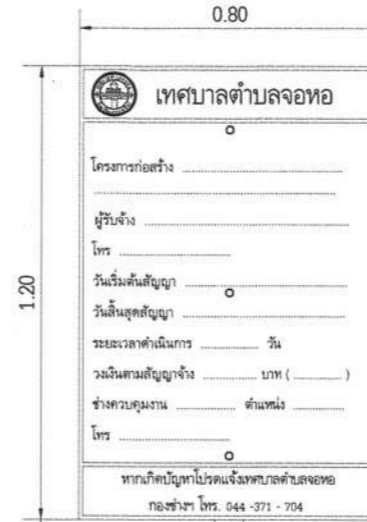 0.80
1.20
เทศบาลตำบลจอหอ
โครงการก่อสร้าง ........................................
............................................................
ผู้รับจ้าง ..................................................
โทร ............................
วันเริ่มต้นสัญญา ........................................
วันสิ้นสุดสัญญา ........................................
ระยะเวลาดำเนินการ .............. วัน
วงเงินตามสัญญาจ้าง .............. บาท ( ............ )
ช่างควบคุมงาน .............. ตำแหน่ง ............
โทร ............................
หากเกิดปัญหาโปรดแจ้งเทศบาลตำบลจอหอ
กองช่างฯ โทร. 044 -371 - 704